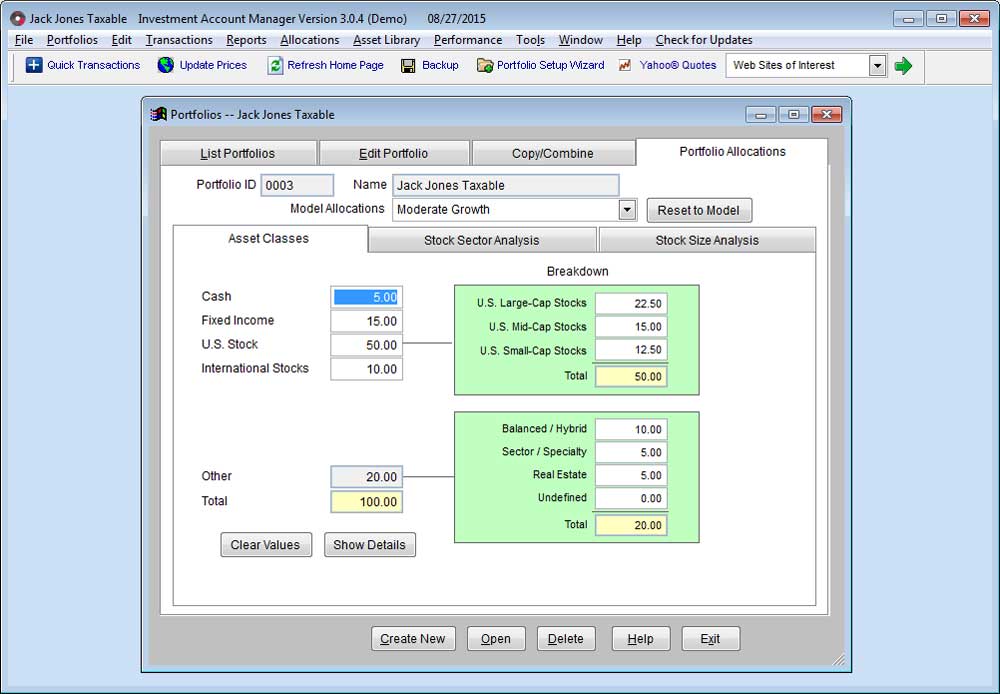 Jack Jones Taxable Investment Account Manager Version 3.0.4 (Demo) 08/27/2015
File Portfolios Edit Transactions Reports Allocations Asset Library Performance Tools Window Help Check for Updates
Quick Transactions Update Prices Refresh Home Page Backup Portfolio Setup Wizard Yahoo® Quotes Web Sites of Interest
Portfolios -- Jack Jones Taxable
List Portfolios Edit Portfolio Copy/Combine Portfolio Allocations
Portfolio ID 0003 Name Jack Jones Taxable
Model Allocations Moderate Growth Reset to Model
Asset Classes Stock Sector Analysis Stock Size Analysis
Breakdown
Cash 5.00
Fixed Income 15.00
U.S. Stock 50.00
International Stocks 10.00
U.S. Large-Cap Stocks 22.50
U.S. Mid-Cap Stocks 15.00
U.S. Small-Cap Stocks 12.50
Total 50.00
Other 20.00
Total 100.00
Balanced / Hybrid 10.00
Sector / Specialty 5.00
Real Estate 5.00
Undefined 0.00
Total 20.00
Clear Values Show Details
Create New Open Delete Help Exit